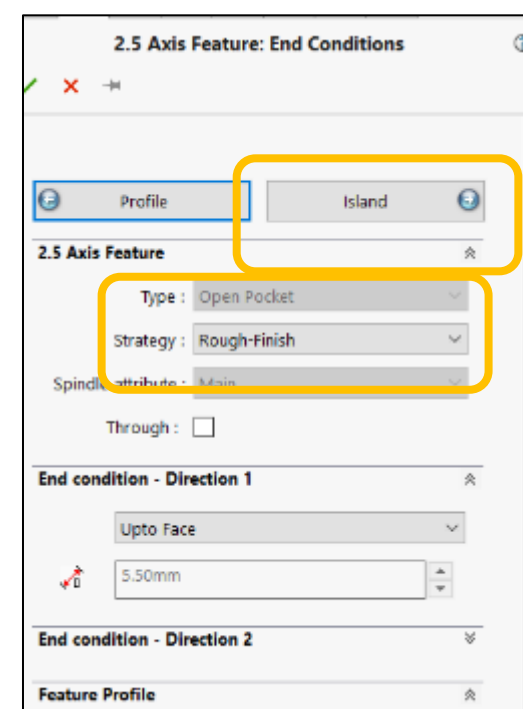 2.5 Axis Feature: End Conditions
Profile Island
2.5 Axis Feature
Type : Open Pocket
Strategy : Rough-Finish
Spindle attribute : Main
Through :
End condition - Direction 1
Upto Face
D 5.50mm
End condition - Direction 2
Feature Profile